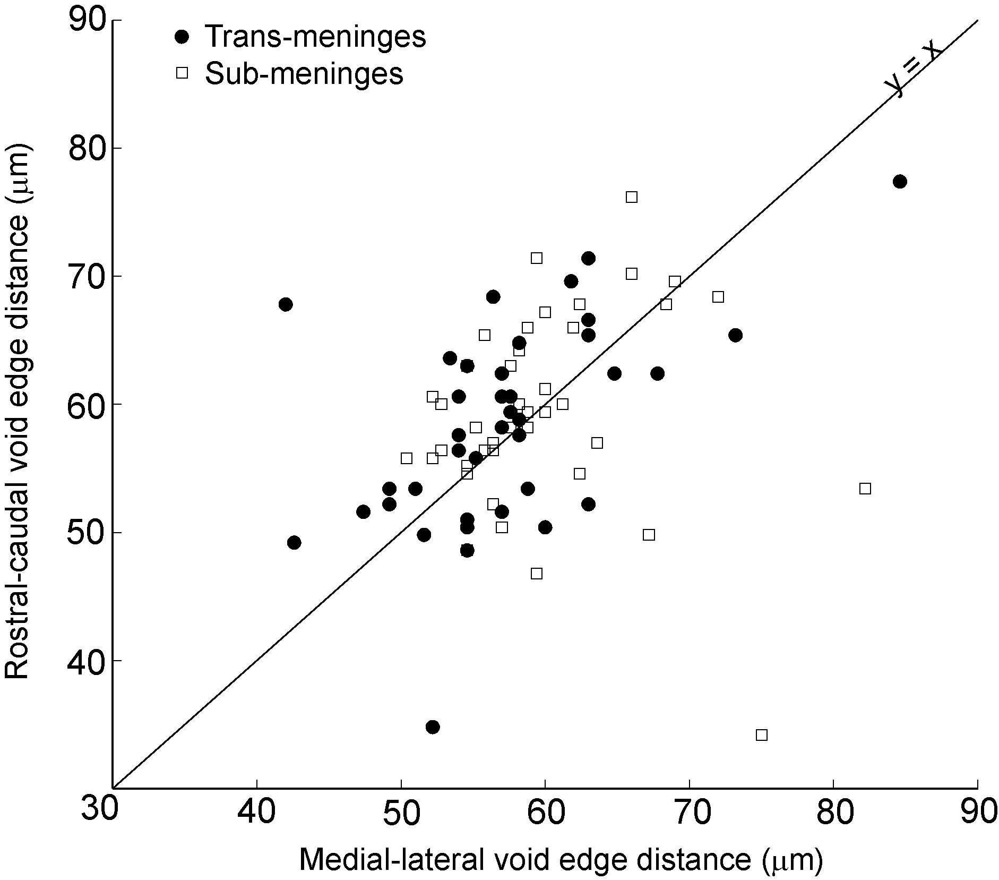 90
Trans-meninges
Sub-meninges
y = x
80
70
60
50
40
30
40
50
60
70
80
90
Rostral-caudal void edge distance (μm)
Medial-lateral void edge distance (μm)